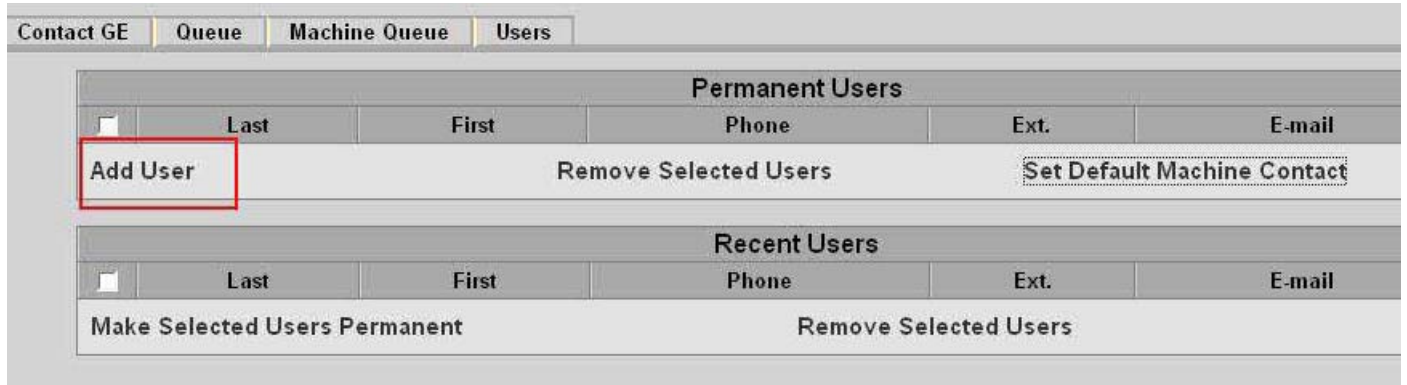 Contact GE Queue Machine Queue Users
Permanent Users
Last First Phone Ext. E-mail
Add User Remove Selected Users Set Default Machine Contact
Recent Users
Last First Phone Ext. E-mail
Make Selected Users Permanent Remove Selected Users